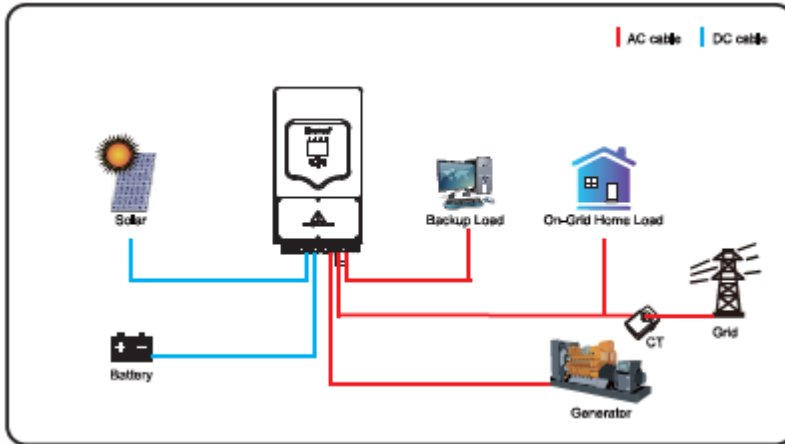 AC cable DC cable
Solar
Backup Load
On-Grid Home Load
Grid
CT
Battery
Generator